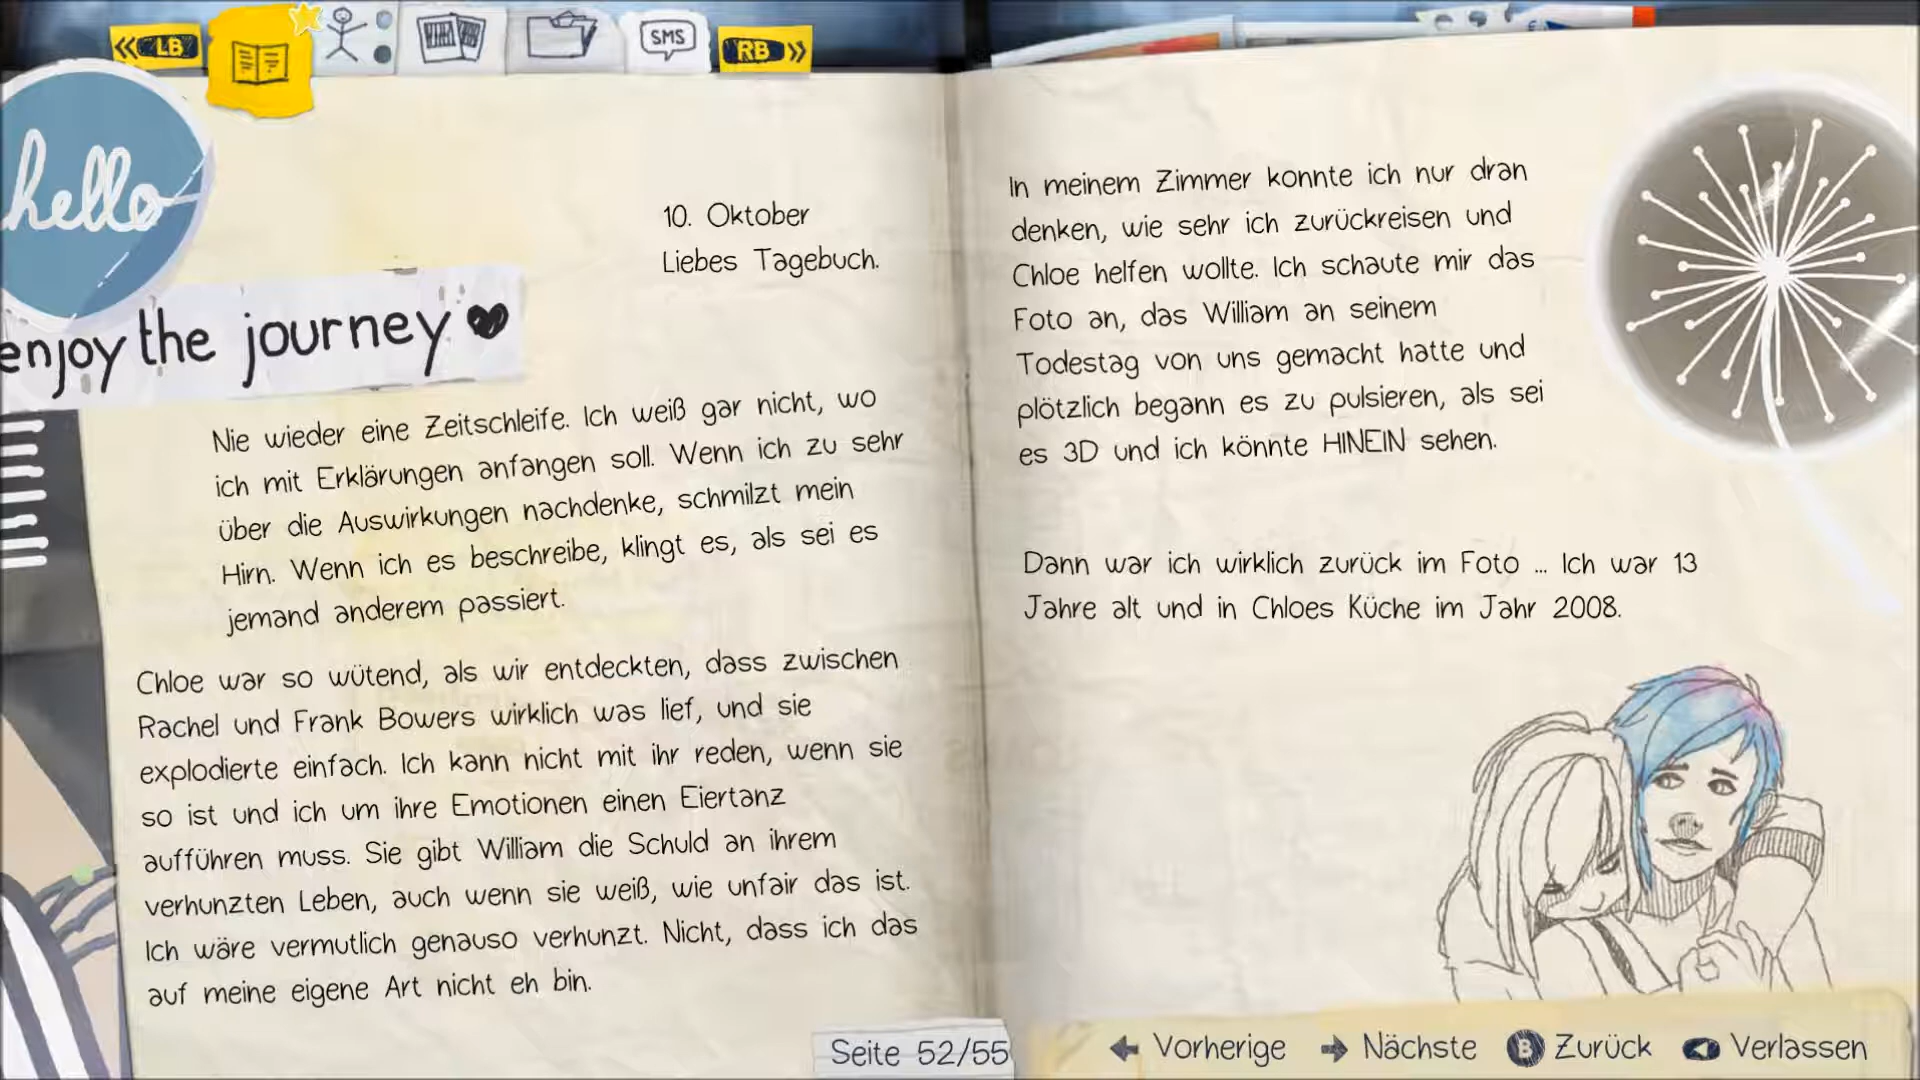 LB
SMS
RB
hello
enjoy the journey
10. Oktober
Liebes Tagebuch.
Nie wieder eine Zeitschleife. Ich weiß gar nicht, wo
ich mit Erklärungen anfangen soll. Wenn ich zu sehr
über die Auswirkungen nachdenke, schmilzt mein
Hirn. Wenn ich es beschreibe, klingt es, als sei es
jemand anderem passiert.
Chloe war so wütend, als wir entdeckten, dass zwischen
Rachel und Frank Bowers wirklich was lief, und sie
explodierte einfach. Ich kann nicht mit ihr reden, wenn sie
so ist und ich um ihre Emotionen einen Eiertanz
aufführen muss. Sie gibt William die Schuld an ihrem
verhunzten Leben, auch wenn sie weiß, wie unfair das ist.
Ich wäre vermutlich genauso verhunzt. Nicht, dass ich das
auf meine eigene Art nicht eh bin.
In meinem Zimmer konnte ich nur dran
denken, wie sehr ich zurückreisen und
Chloe helfen wollte. Ich schaute mir das
Foto an, das William an seinem
Todestag von uns gemacht hatte und
plötzlich begann es zu pulsieren, als sei
es 3D und ich könnte HINEIN sehen.
Dann war ich wirklich zurück im Foto ... Ich war 13
Jahre alt und in Chloes Küche im Jahr 2008.
Seite 52/55
Vorherige
Nächste
B Zurück
Verlassen